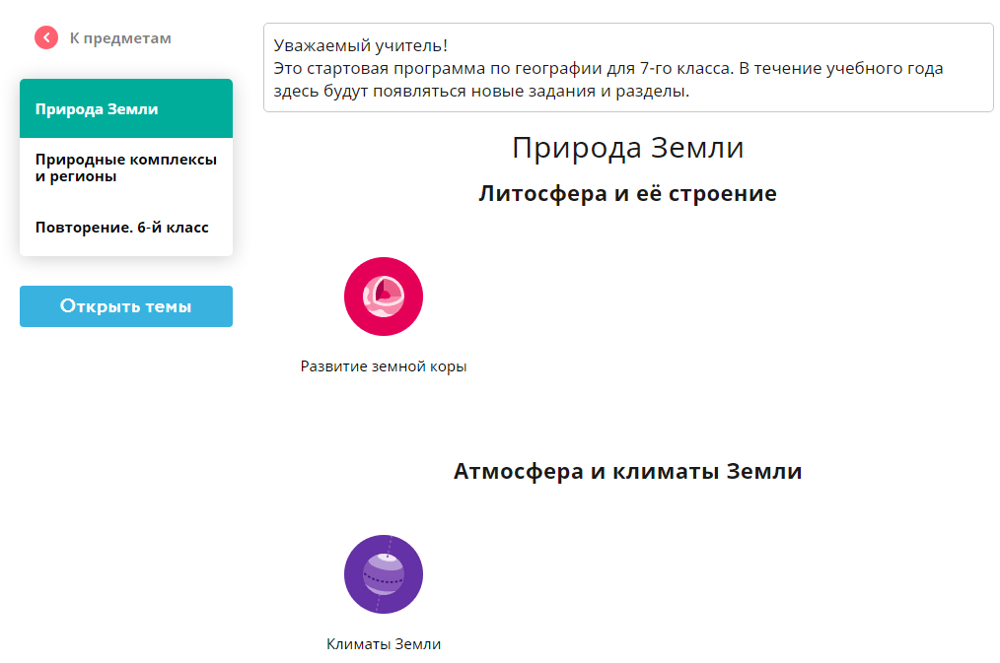 К предметам
Природа Земли
Природные комплексы
и регионы
Повторение. 6-й класс
Открыть темы
Уважаемый учитель!
Это стартовая программа по географии для 7-го класса. В течение учебного года
здесь будут появляться новые задания и разделы.
Природа Земли
Литосфера и её строение
Развитие земной коры
Атмосфера и климаты Земли
Климаты Земли